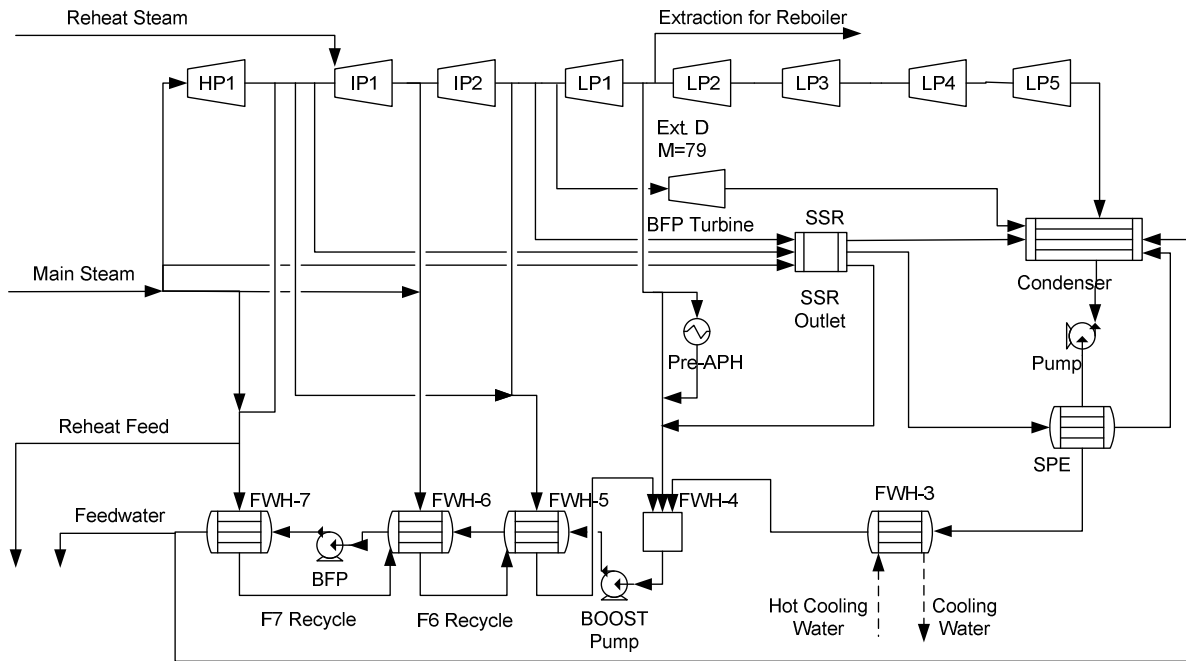 Reheat Steam
Extraction for Reboiler
HP1
IP1
IP2
LP1
LP2
LP3
LP4
LP5
Ext. D
M=79
BFP Turbine
SSR
Main Steam
SSR
Outlet
Condenser
Pre-APH
Pump
Reheat Feed
SPE
FWH-7
FWH-6
FWH-5
FWH-4
FWH-3
Feedwater
BFP
F7 Recycle
F6 Recycle
BOOST
Pump
Hot Cooling
Water
Cooling
Water